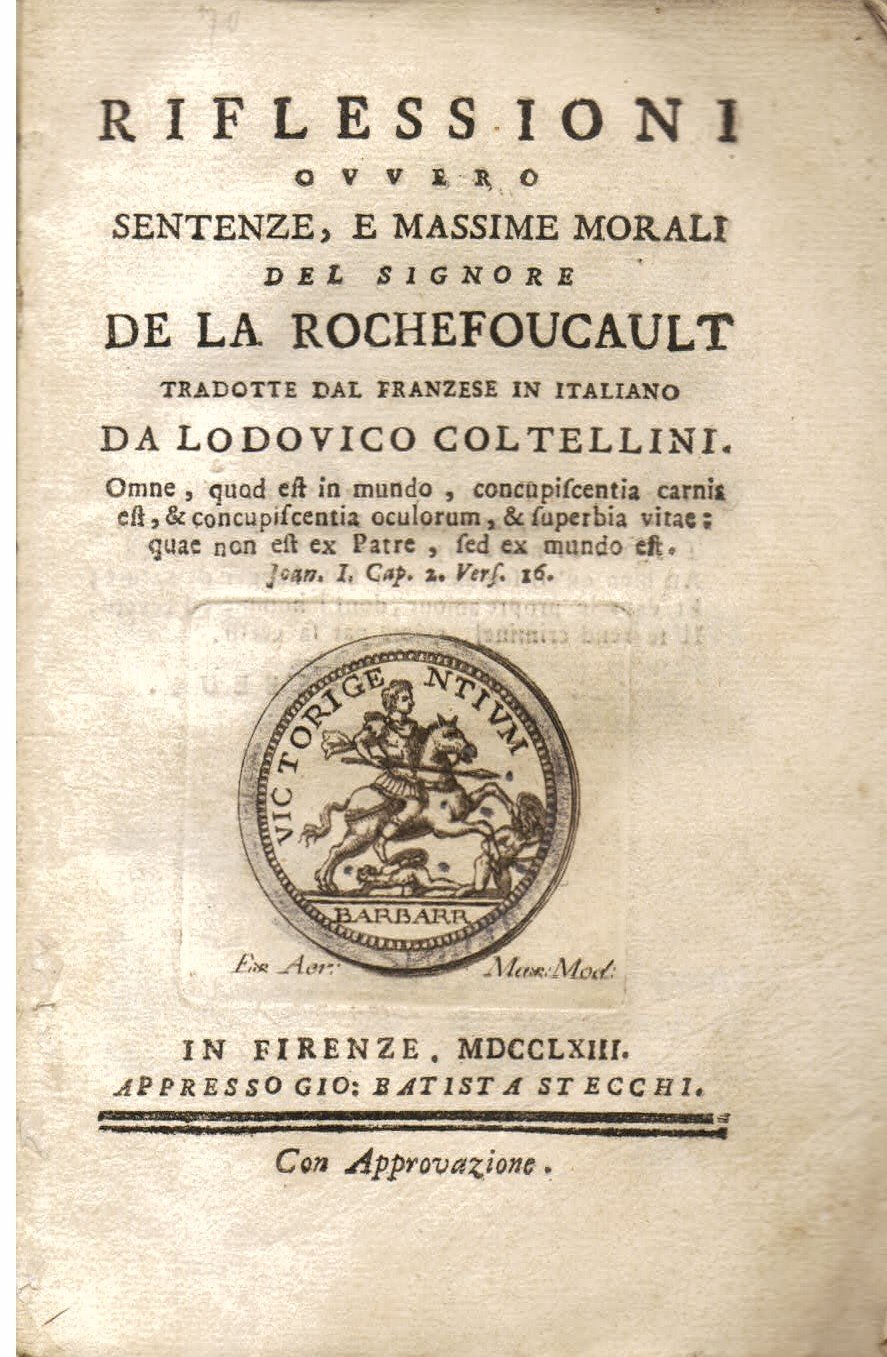 RIFLESSIONI
OVVERO
SENTENZE, E MASSIME MORALI
DEL SIGNORE
DE LA ROCHEFOUCAULT
TRADOTTE DAL FRANZESE IN ITALIANO
DA LODOVICO COLTELLINI.
Omne, quod eſt in mundo, concupiſcentia carnis
eſt, & concupiſcentia oculorum, & ſuperbia vitae;
quae non eſt ex Patre, ſed ex mundo eſt.
Joan. I. Cap. 2. Verſ. 16.
VICTORIGE NTIVM
BARBARR
Ex Aer: Max: Mod:
IN FIRENZE. MDCCLXIII.
APPRESSO GIO: BATISTA STECCHI.
Con Approvazione.